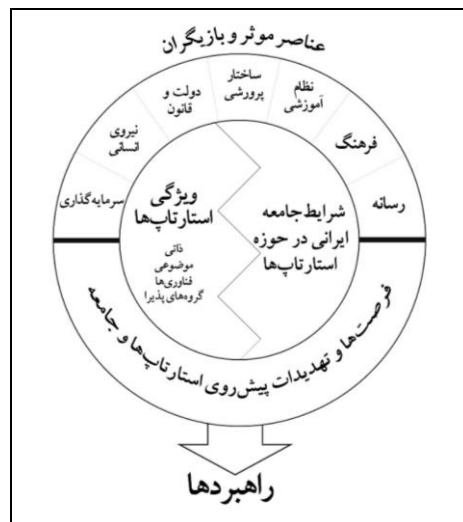 عناصر موثر و بازیگران
رسانه
فرهنگ
نظام
آموزشی
ساختار
پرورشی
دولت و
قانون
نیروی
انسانی
سرمایه‌گذاری
شرایط جامعه
ایرانی در حوزه
استارتاپ‌ها
ویژگی
استارتاپ‌ها
ذاتی
موضوعی
فناوری‌ها
گروه‌های پذیرا
فرصت‌ها و تهدیدات پیش‌روی استارتاپ‌ها و جامعه
راهبردها